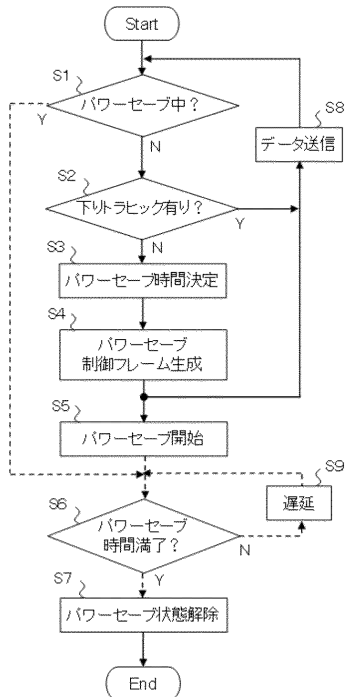 Start
S1
パワーセーブ中？
Y
N
S8
データ送信
S2
下りトラヒック有り？
Y
N
S3
パワーセーブ時間決定
S4
パワーセーブ
制御フレーム生成
S5
パワーセーブ開始
S9
遅延
S6
パワーセーブ
時間満了？
N
Y
S7
パワーセーブ状態解除
End